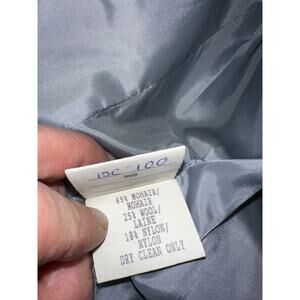 15C - 100
65% MOHAIR/
MOHAIR
25% WOOL/
LAINE
10% NYLON/
NYLON
DRY CLEAN ONLY